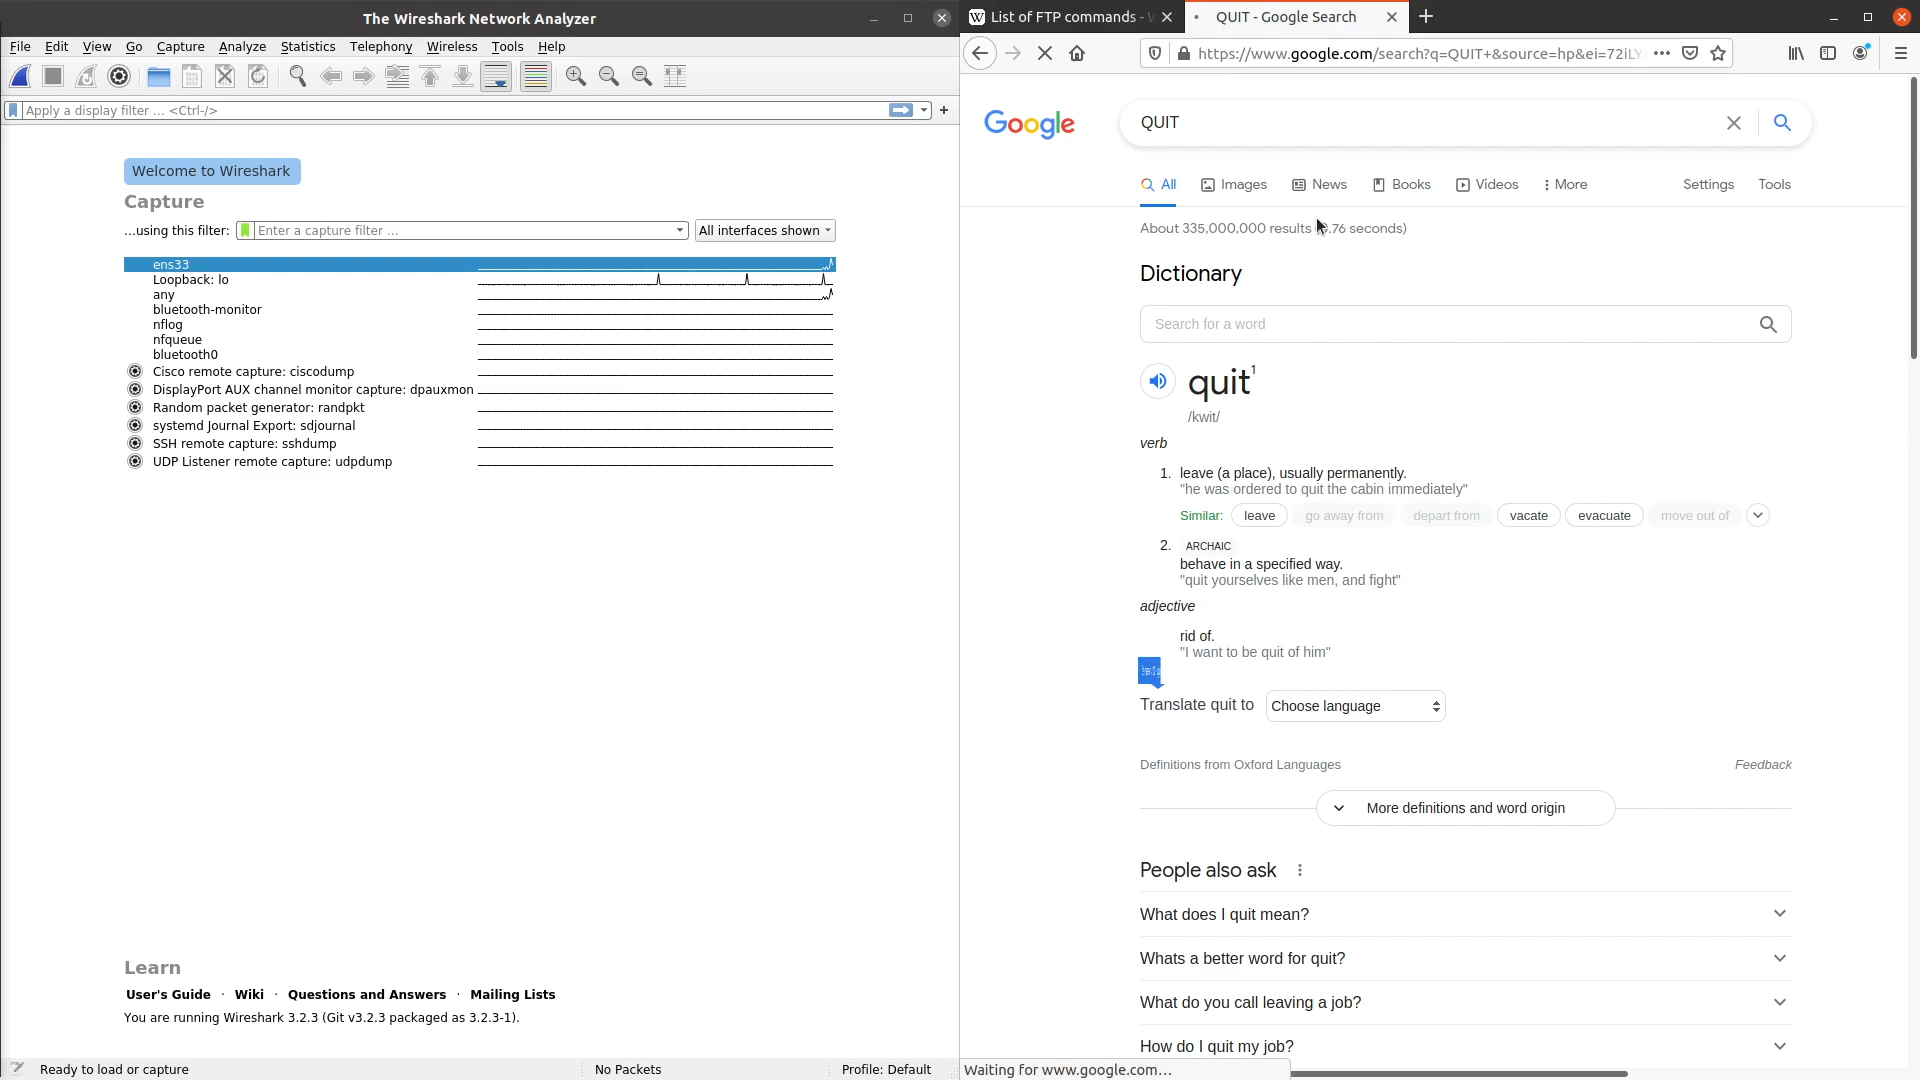 The Wireshark Network Analyzer
File Edit View Go Capture Analyze Statistics Telephony Wireless Tools Help
Apply a display filter ... <Ctrl-/>
Welcome to Wireshark
Capture
...using this filter: Enter a capture filter ... All interfaces shown
ens33
Loopback: lo
any
bluetooth-monitor
nflog
nfqueue
bluetooth0
Cisco remote capture: ciscodump
DisplayPort AUX channel monitor capture: dpauxmon
Random packet generator: randpkt
systemd Journal Export: sdjournal
SSH remote capture: sshdump
UDP Listener remote capture: udpdump
Learn
User's Guide · Wiki · Questions and Answers · Mailing Lists
You are running Wireshark 3.2.3 (Git v3.2.3 packaged as 3.2.3-1).
Ready to load or capture No Packets Profile: Default
List of FTP commands - QUIT - Google Search
https://www.google.com/search?q=QUIT+&source=hp&ei=72iLY
Google QUIT
All Images News Books Videos More Settings Tools
About 335,000,000 results .76 seconds)
Dictionary
Search for a word
quit1
/kwit/
verb
1. leave (a place), usually permanently.
"he was ordered to quit the cabin immediately"
Similar: leave go away from depart from vacate evacuate move out of
2. ARCHAIC
behave in a specified way.
"quit yourselves like men, and fight"
adjective
rid of.
"I want to be quit of him"
Translate quit to Choose language
Definitions from Oxford Languages Feedback
More definitions and word origin
People also ask
What does I quit mean?
Whats a better word for quit?
What do you call leaving a job?
How do I quit my job?
Waiting for www.google.com...